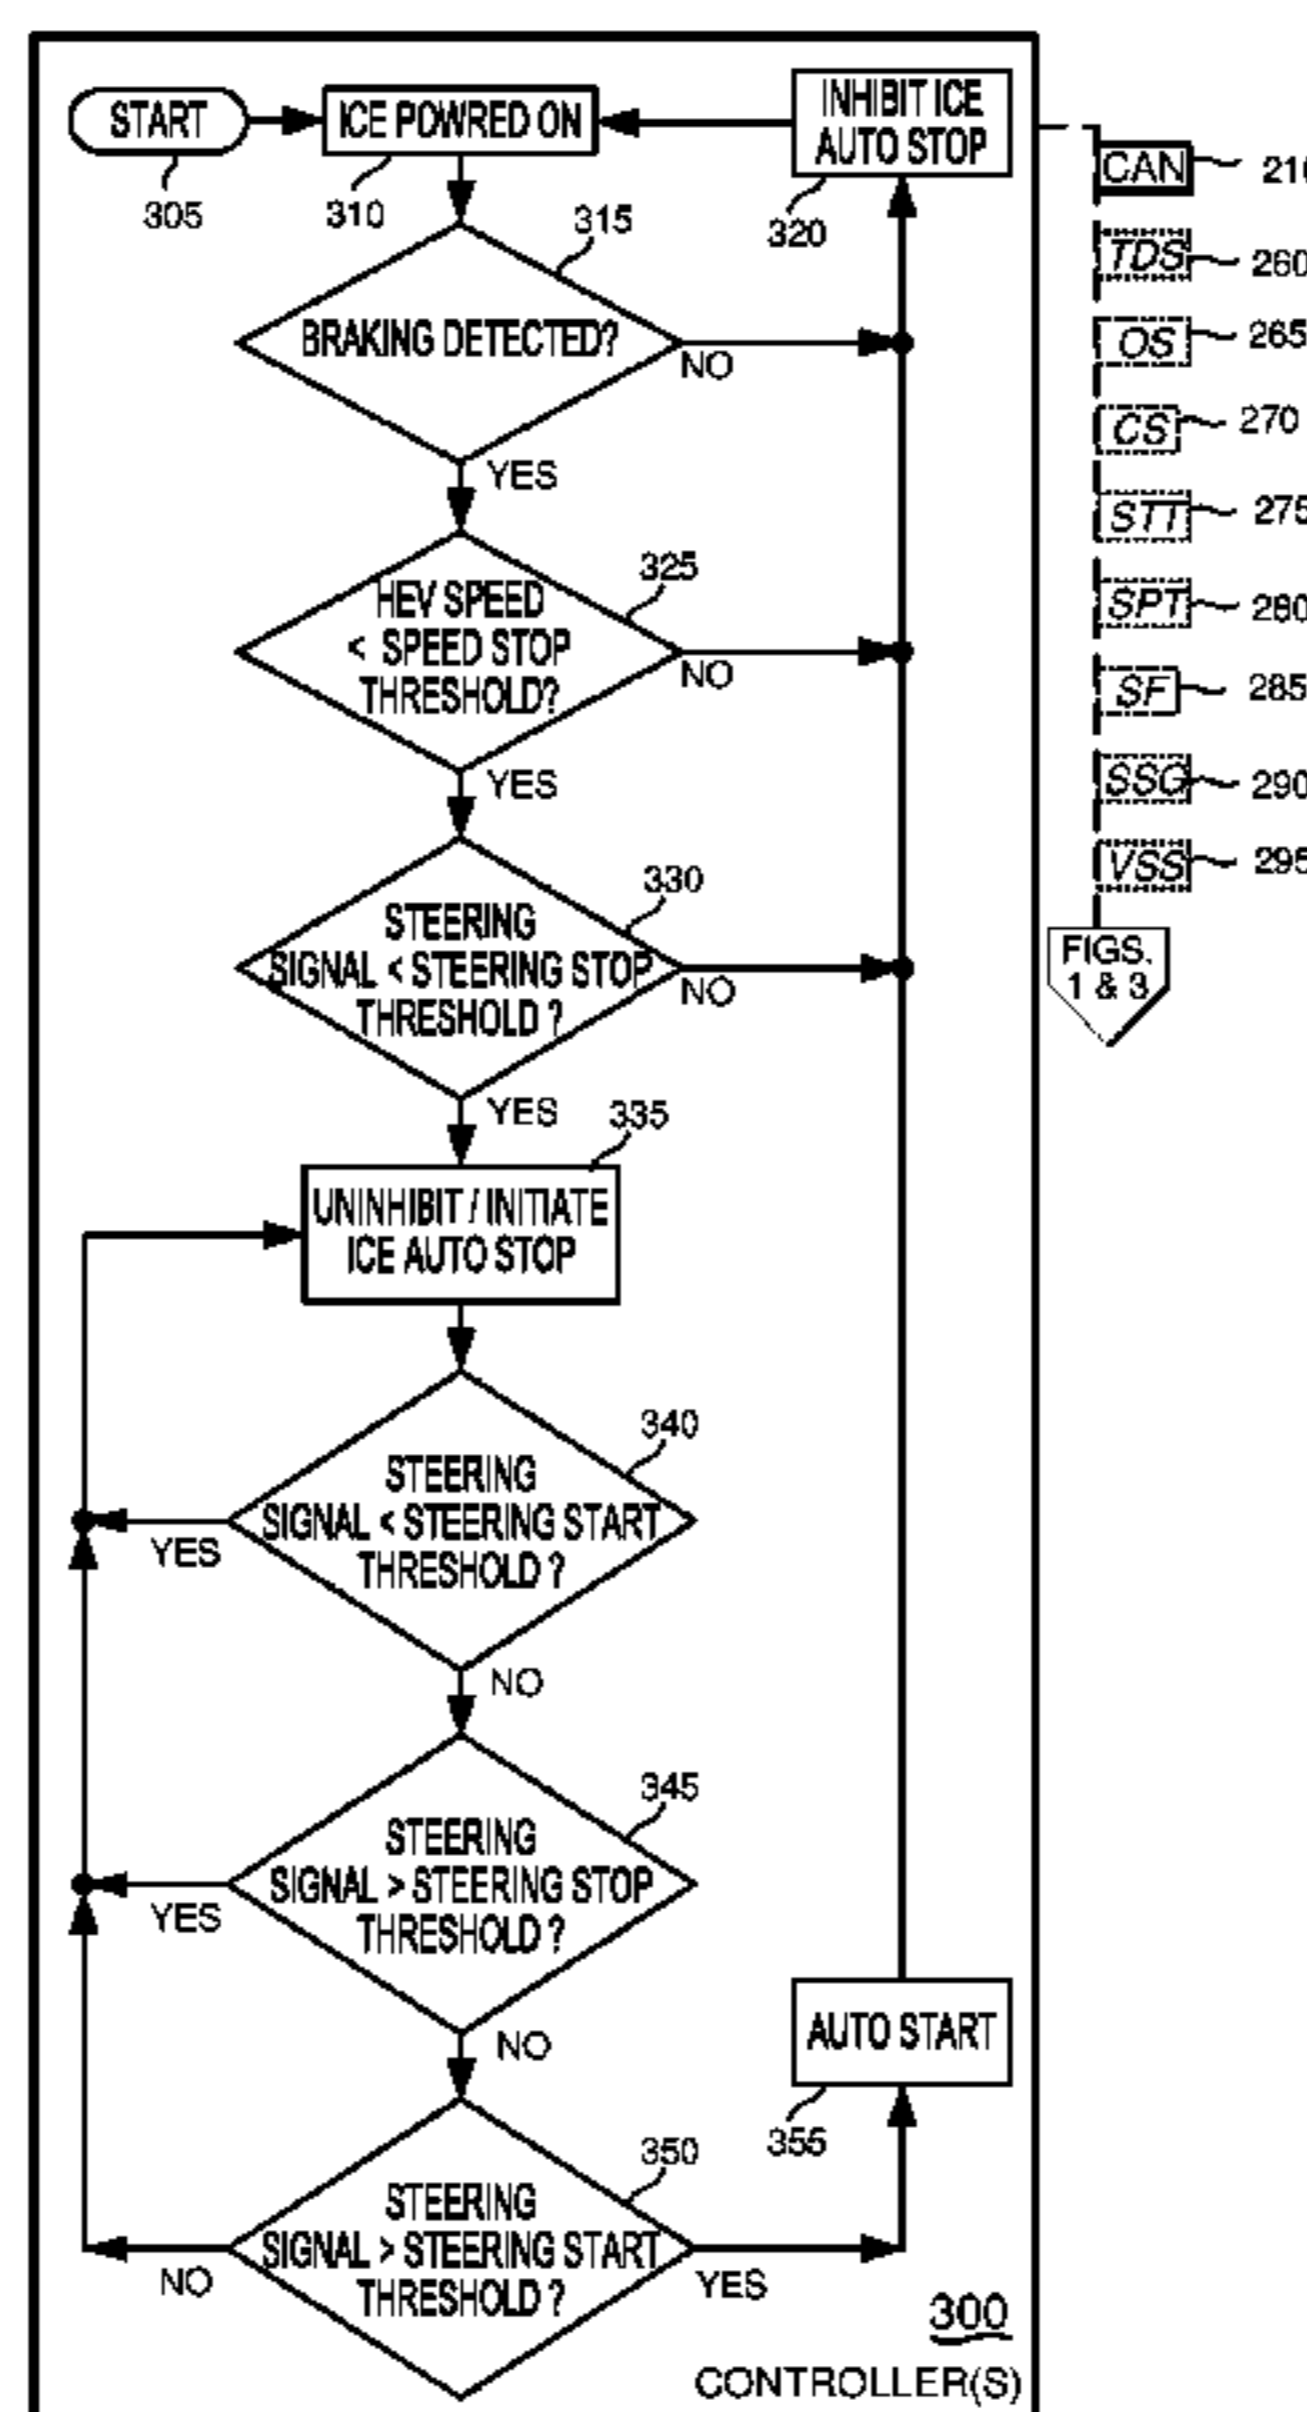 START
305
ICE POWRED ON
310
INHIBIT ICE
AUTO STOP
320
315
BRAKING DETECTED?
NO
YES
325
HEV SPEED
< SPEED STOP
THRESHOLD?
NO
YES
330
STEERING
SIGNAL < STEERING STOP
THRESHOLD ?
NO
YES
335
UNINHIBIT / INITIATE
ICE AUTO STOP
340
STEERING
SIGNAL < STEERING START
THRESHOLD ?
YES
NO
345
STEERING
SIGNAL > STEERING STOP
THRESHOLD ?
YES
NO
350
STEERING
SIGNAL > STEERING START
THRESHOLD ?
NO
YES
AUTO START
355
300
CONTROLLER(S)
CAN
210
TDS
260
OS
265
CS
270
STT
275
SPT
280
SF
285
290
VSS
295
FIGS.
1 & 3